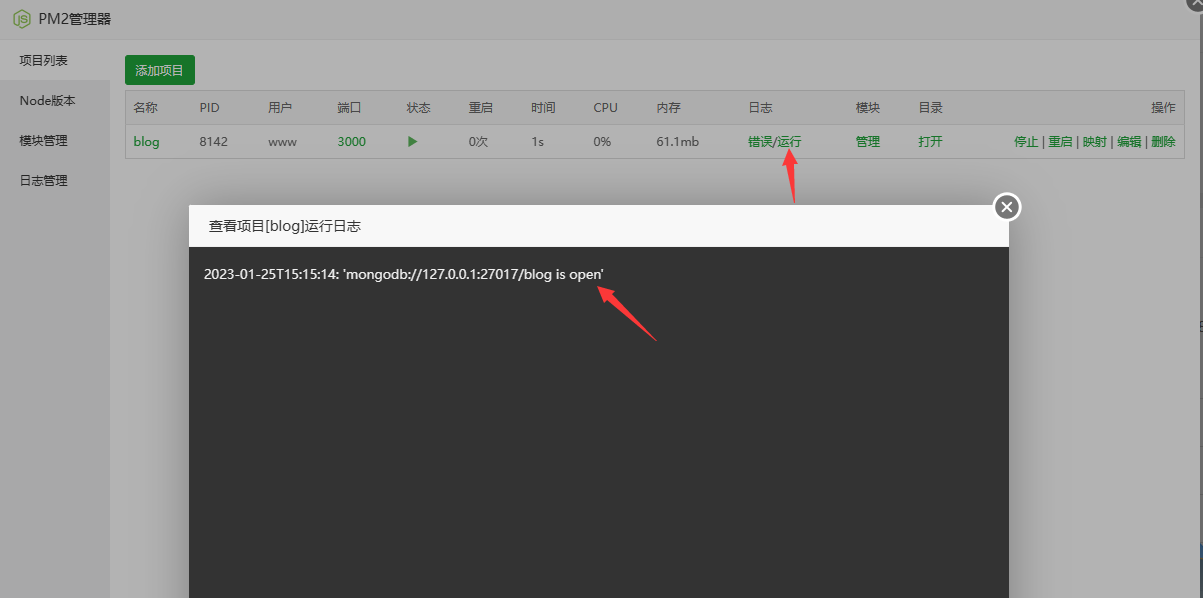 PM2管理器
项目列表
Node版本
模块管理
日志管理
添加项目
名称 PID 用户 端口 状态 重启 时间 CPU 内存 日志 模块 目录 操作
blog 8142 www 3000 0次 1s 0% 61.1mb 错误/运行 管理 打开 停止 | 重启 | 映射 | 编辑 | 删除
查看项目[blog]运行日志
2023-01-25T15:15:14: 'mongodb://127.0.0.1:27017/blog is open'